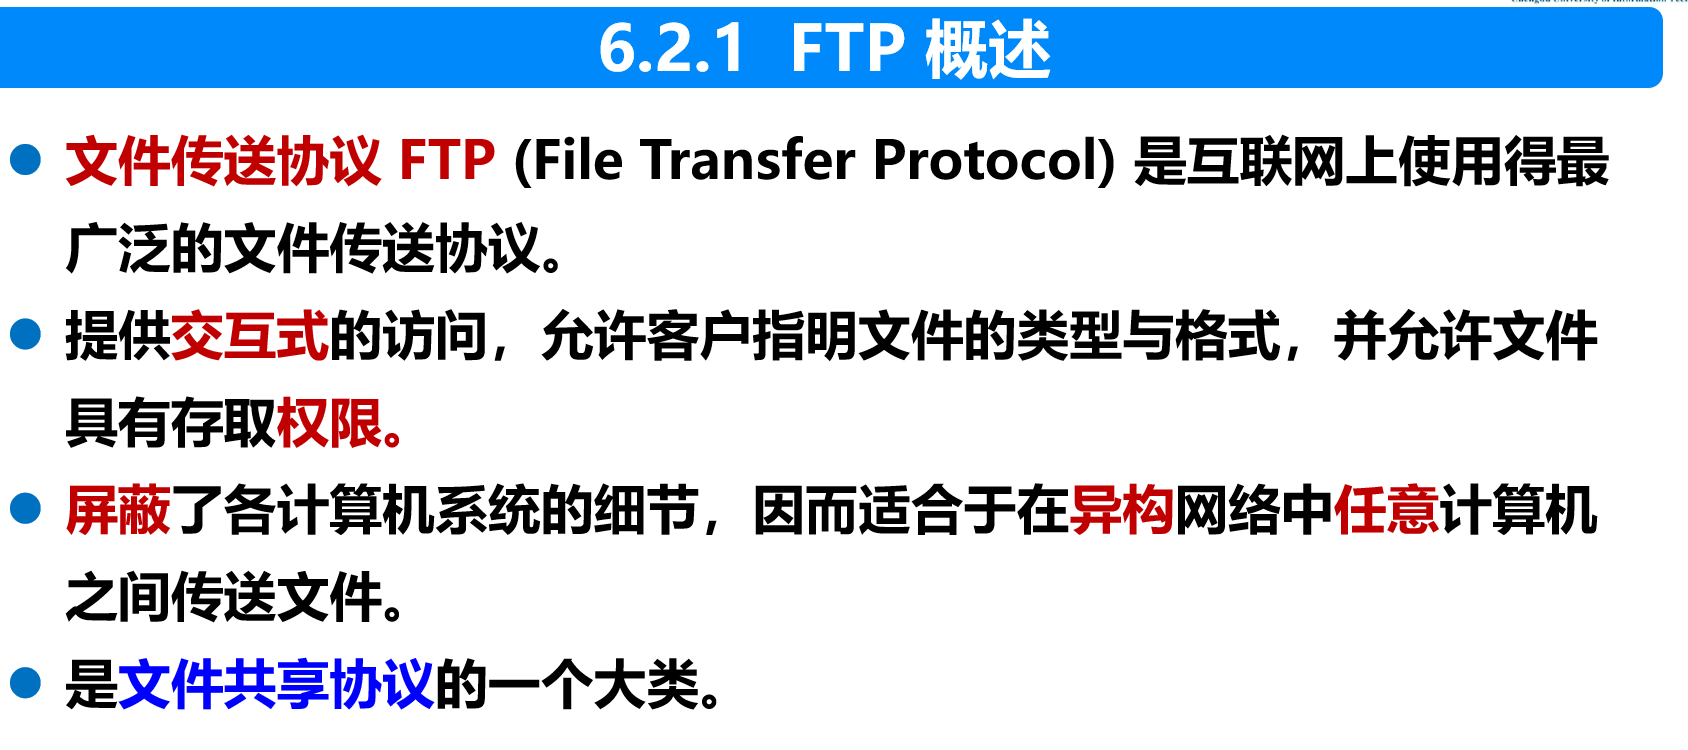 6.2.1 FTP 概述
文件传送协议 FTP (File Transfer Protocol) 是互联网上使用得最
广泛的文件传送协议。
提供交互式的访问，允许客户指明文件的类型与格式，并允许文件
具有存取权限。
屏蔽了各计算机系统的细节，因而适合于在异构网络中任意计算机
之间传送文件。
是文件共享协议的一个大类。